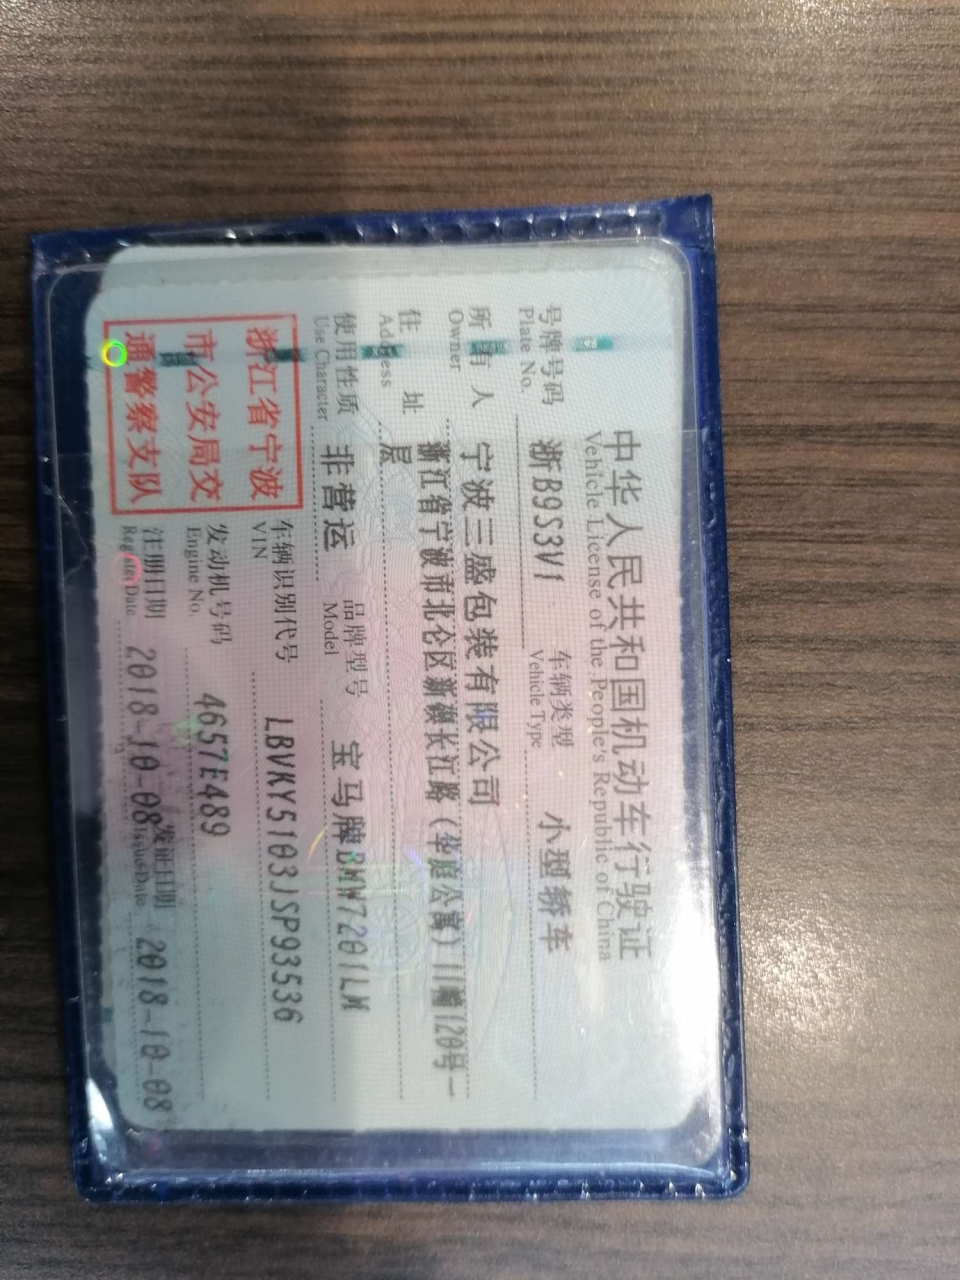 中华人民共和国机动车行驶证
Vehicle License of the People's Republic of China
号牌号码 浙B9S3V1 车辆类型 小型轿车
Plate No. Vehicle Type
所有人 宁波三盛包装有限公司
Owner
住址 浙江省宁波市北仑区新碶长江路（华庭公寓）11幢120号一层
Address
使用性质 非营运 品牌型号 宝马牌BMW7201LM
Use Character Model
浙江省宁波市公安局交通警察支队
车辆识别代号 LBVKY5103JSP93536
VIN
发动机号码 4657E489
Engine No.
注册日期 2018-10-08 发证日期 2018-10-08
Register Date Issue Date